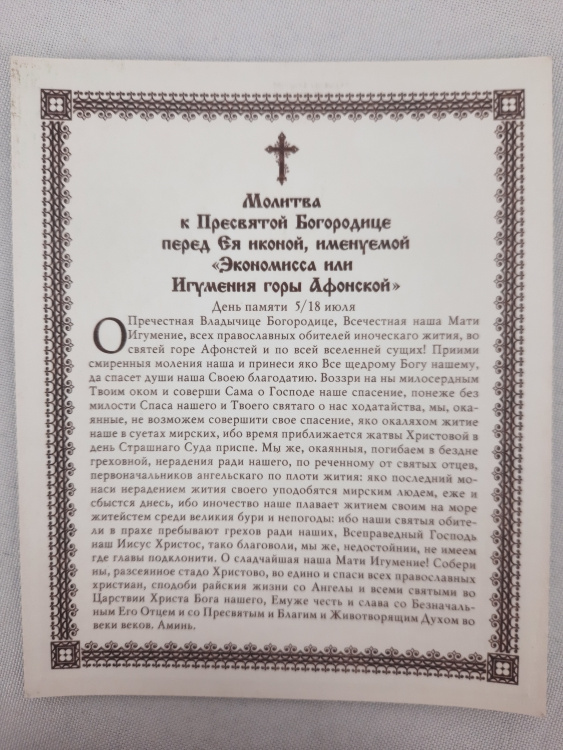 Молитва
к Пресвятой Богородице
перед Ея иконой, именуемой
«Экономисса или
Игумения горы Афонской»
День памяти 5/18 июля
О Пречестная Владычице Богородице, Всечестная наша Мати
Игумение, всех православных обителей иноческаго жития, во
святей горе Афонстей и по всей вселенней сущих! Приими
смиренныя моления наша и принеси яко Все щедрому Богу нашему,
да спасет души наша Своею благодатию. Воззри на ны милосердным
Твоим оком и соверши Сама о Господе наше спасение, понеже без
милости Спаса нашего и Твоего святаго о нас ходатайства, мы, ока-
янные, не возможем совершити свое спасение, яко окаляхом житие
наше в суетах мирских, ибо время приближается жатвы Христовой в
день Страшнаго Суда приспе. Мы же, окаянныя, погибаем в бездне
греховной, нерадения ради нашего, по реченному от святых отцев,
первоначальников ангельскаго по плоти жития: яко последний мо-
наси нерадением жития своего уподобятся мирским людем, еже и
сбыстся днесь, ибо иночество наше плавает житием своим на море
житейстем среди великия бури и непогоды: ибо наши святыя обите-
ли в прахе пребывают грехов ради наших, Всеправедный Господь
наш Иисус Христос, тако благоволи, мы же, недостойнии, не имеем
где главы подклонити. О сладчайшая наша Мати Игумение! Собери
ны, разсеянное стадо Христово, во едино и спаси всех православных
христиан, сподоби райския жизни со Ангелы и всеми святыми во
Царствии Христа Бога нашего, Емуже честь и слава со Безначаль-
ным Его Отцем и со Пресвятым и Благим и Животворящим Духом во
веки веков. Аминь.